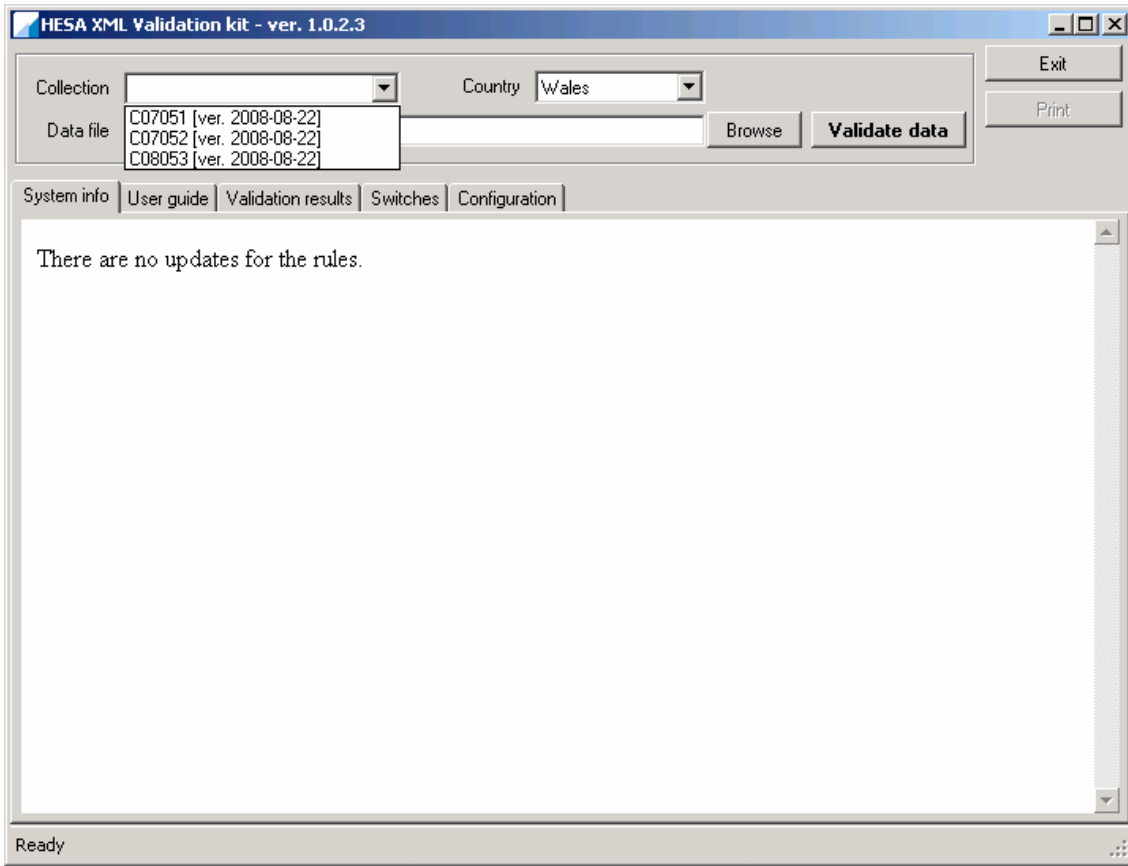 HESA XML Validation kit - ver. 1.0.2.3
Collection
Country Wales
Exit
C07051 [ver. 2008-08-22]
C07052 [ver. 2008-08-22]
C08053 [ver. 2008-08-22]
Data file
Browse Validate data
Print
System info User guide Validation results Switches Configuration
There are no updates for the rules.
Ready